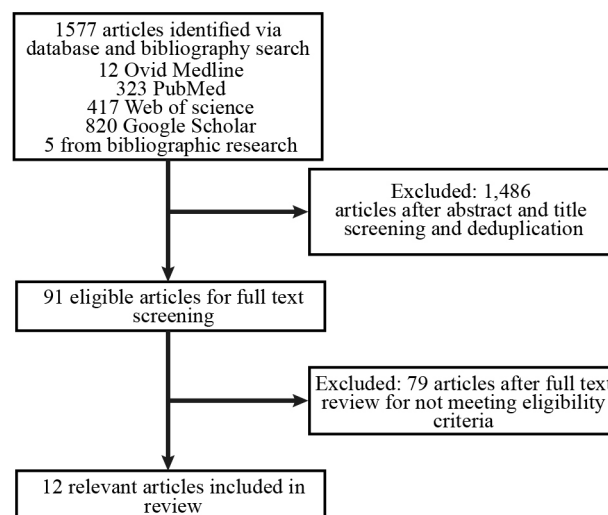 1577 articles identified via
database and bibliography search
12 Ovid Medline
323 PubMed
417 Web of science
820 Google Scholar
5 from bibliographic research
Excluded: 1,486
articles after abstract and title
screening and deduplication
91 eligible articles for full text
screening
Excluded: 79 articles after full text
review for not meeting eligibility
criteria
12 relevant articles included in
review